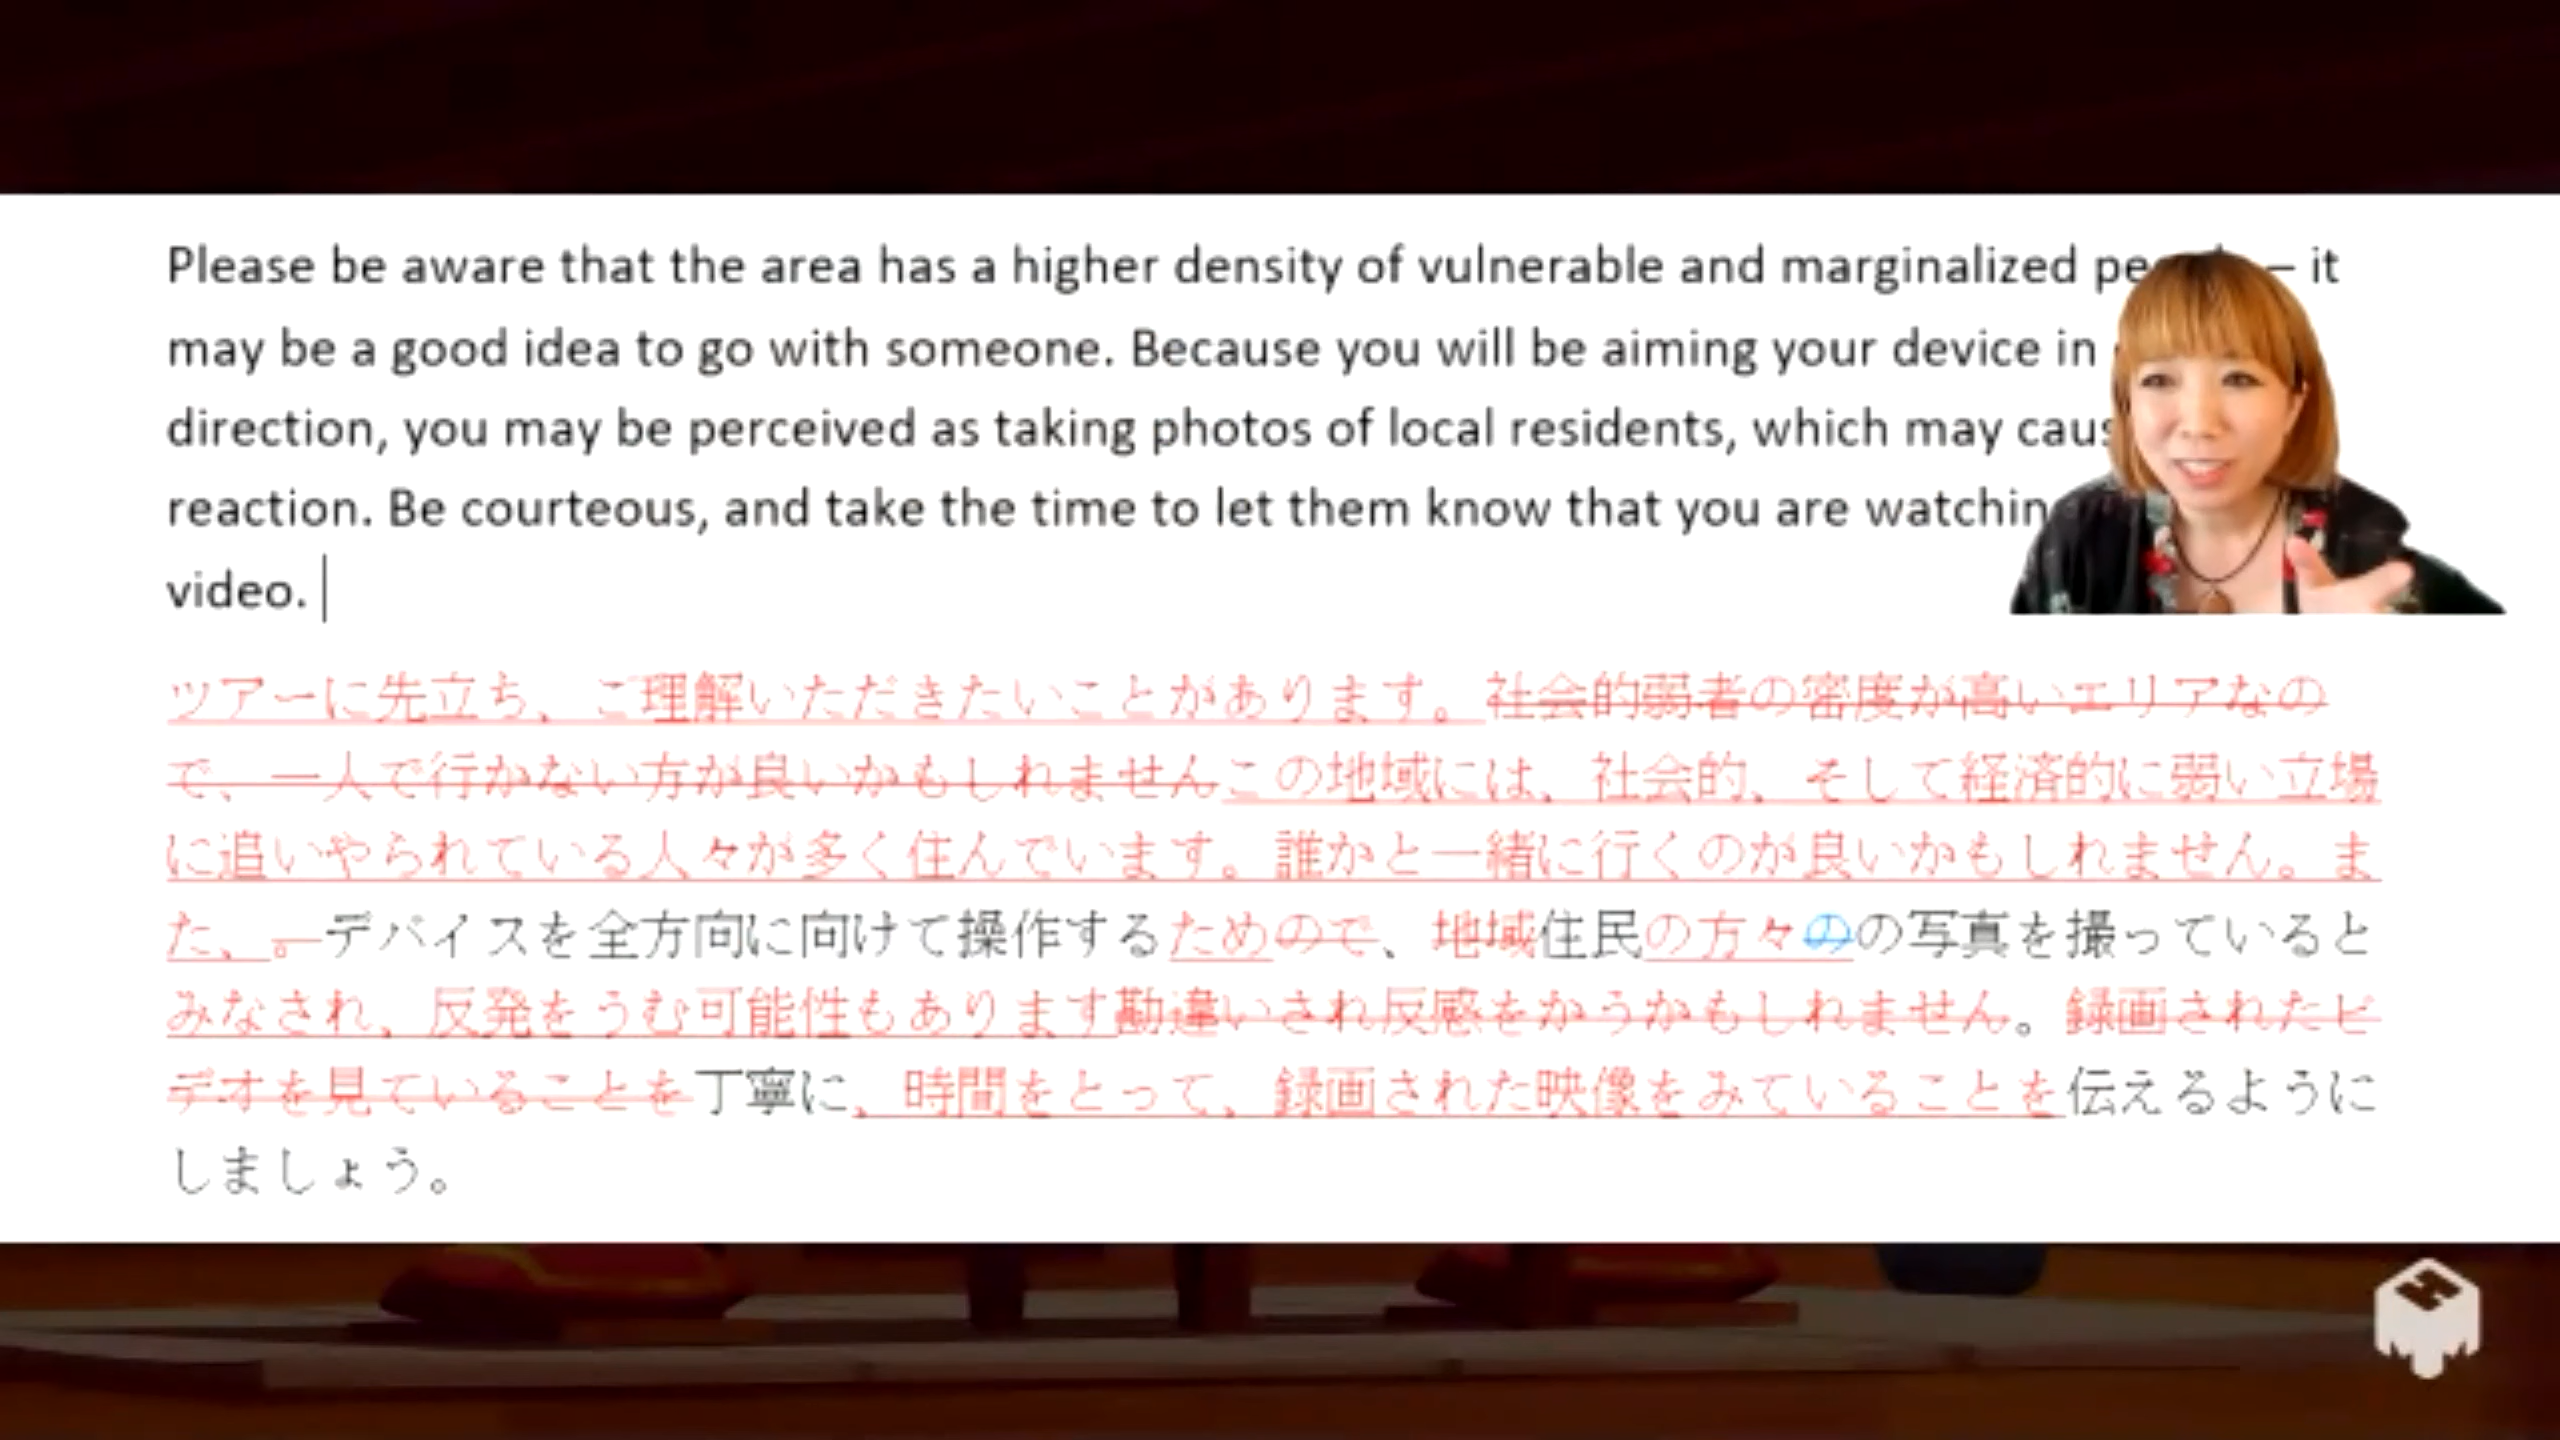 Please be aware that the area has a higher density of vulnerable and marginalized – it
may be a good idea to go with someone. Because you will be aiming your device in
direction, you may be perceived as taking photos of local residents, which may
reaction. Be courteous, and take the time to let them know that you are
video.
ツアーに先立ち、ご理解いただきたいことがあります。社会的弱者の密度が高いエリアなの
で、一人で行かない方が良いかもしれませんこの地域には、社会的、そして経済的に弱い立場
に追いやられている人々が多く住んでいます。誰かと一緒に行くのが良いかもしれません。ま
た、。デバイスを全方向に向けて操作するためので、地域住民の方々のの写真を撮っていると
みなされ、反発をうむ可能性もあります勘違いされ反感をかうかもしれません。録画されたビ
デオを見ていることを丁寧に、時間をとって、録画された映像をみていることを伝えるように
しましょう。